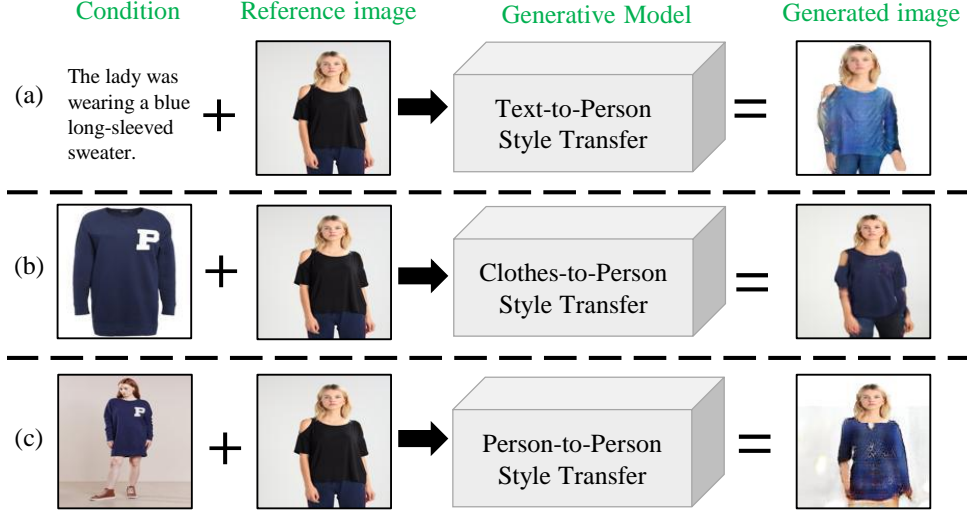 Condition Reference image Generative Model Generated image
(a)
The lady was
wearing a blue
long-sleeved
sweater.
+
Text-to-Person
Style Transfer
=
(b)
P
+
Clothes-to-Person
Style Transfer
=
(c)
P
+
Person-to-Person
Style Transfer
=